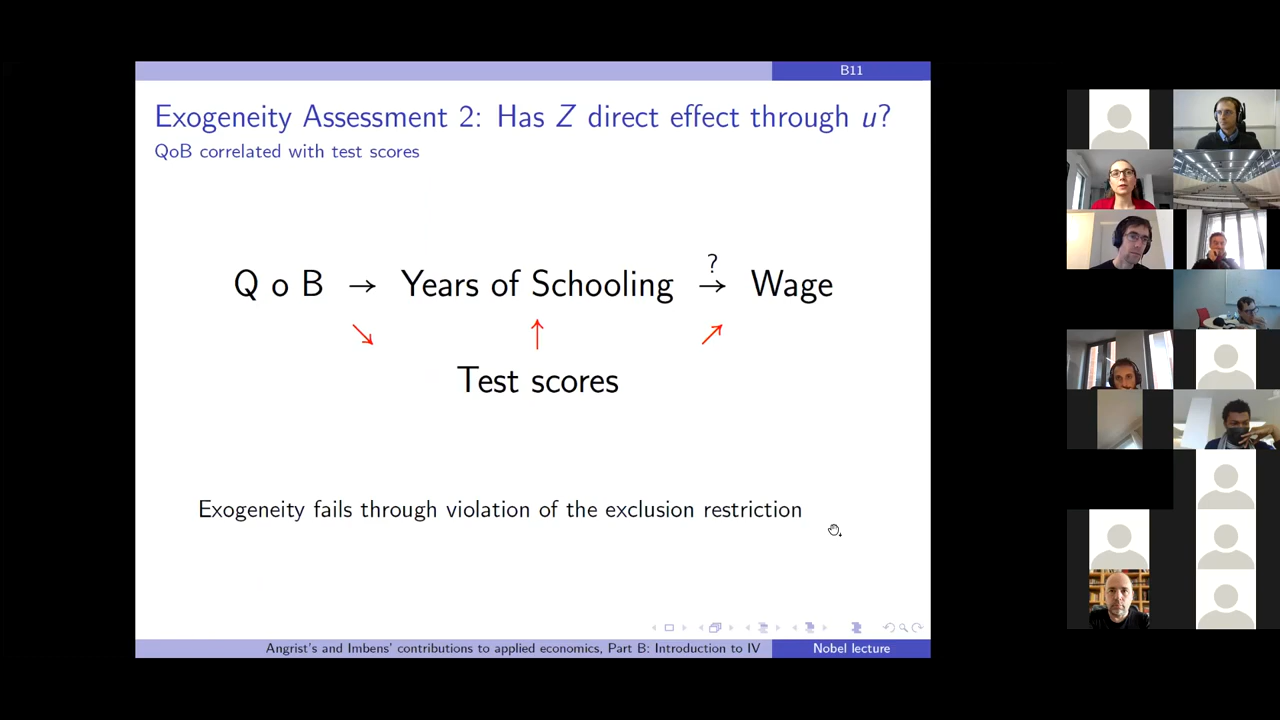 B11
Exogeneity Assessment 2: Has Z direct effect through u?
QoB correlated with test scores
?
Q o B → Years of Schooling → Wage
↘ ↑ ↗
Test scores
Exogeneity fails through violation of the exclusion restriction
Angrist's and Imbens' contributions to applied economics, Part B: Introduction to IV
Nobel lecture